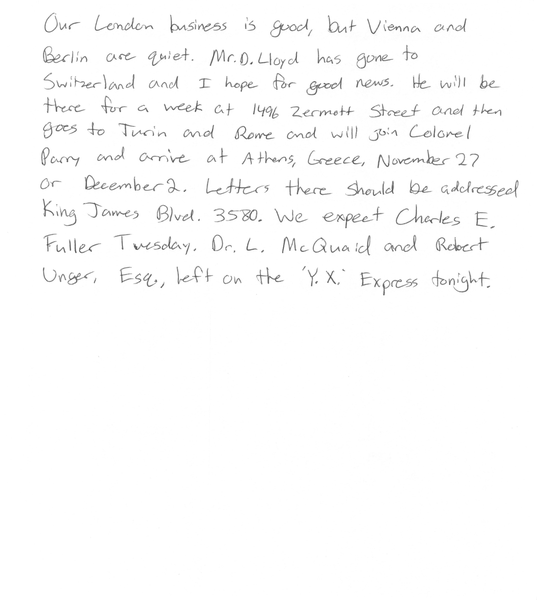 Our London business is good, but Vienna and
Berlin are quiet. Mr. D. Lloyd has gone to
Switzerland and I hope for good news. He will be
there for a week at 1496 Zermott Street and then
goes to Turin and Rome and will join Colonel
Parry and arrive at Athens, Greece, November 27
or December 2. Letters there should be addressed
King James Blvd. 3580. We expect Charles E.
Fuller Tuesday. Dr. L. McQuaid and Robert
Unger, Esq., left on the 'Y. X.' Express tonight.